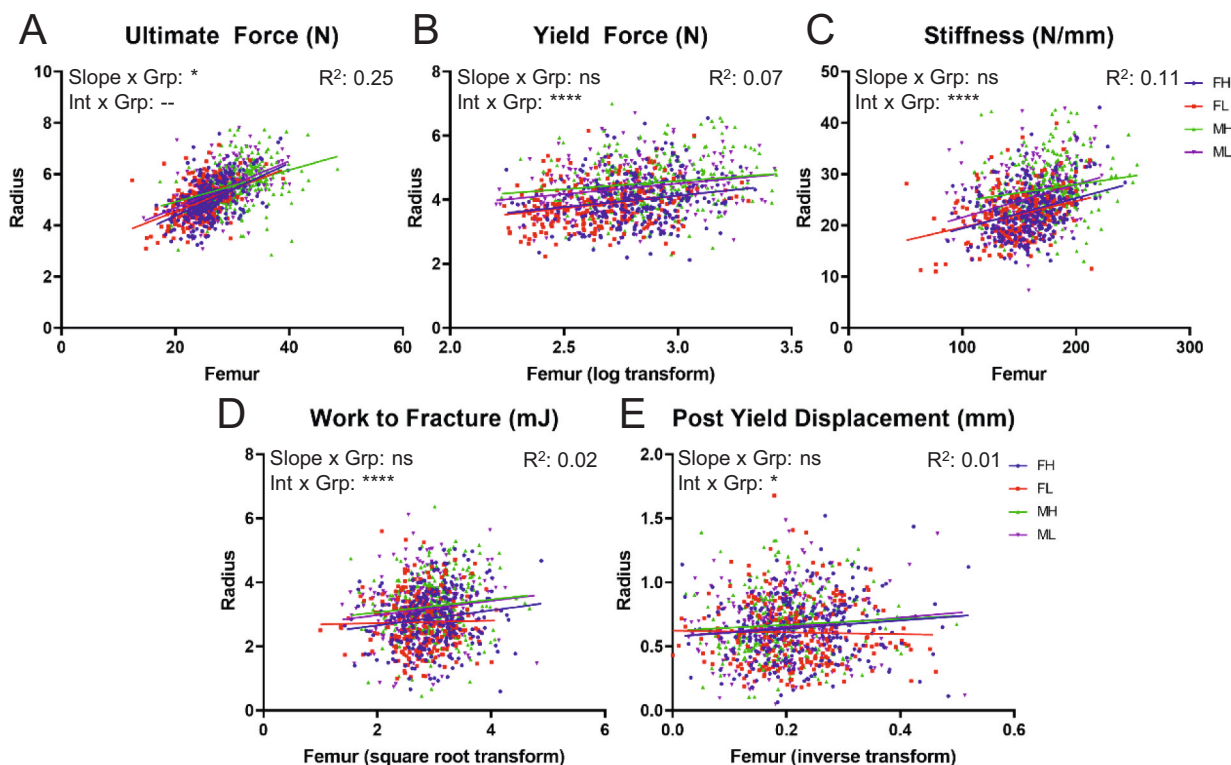 A Ultimate Force (N)
Slope x Grp: *
Int x Grp: --
R²: 0.25
10
8
6
4
2
0
Radius
0 20 40 60
Femur
B Yield Force (N)
Slope x Grp: ns
Int x Grp: ****
R²: 0.07
8
6
4
2
0
Radius
2.0 2.5 3.0 3.5
Femur (log transform)
C Stiffness (N/mm)
Slope x Grp: ns
Int x Grp: ****
R²: 0.11
50
40
30
20
10
0
Radius
0 100 200 300
Femur
FH
FL
MH
ML
D Work to Fracture (mJ)
Slope x Grp: ns
Int x Grp: ****
R²: 0.02
8
6
4
2
0
Radius
0 2 4 6
Femur (square root transform)
E Post Yield Displacement (mm)
Slope x Grp: ns
Int x Grp: *
R²: 0.01
2.0
1.5
1.0
0.5
0.0
Radius
0.0 0.2 0.4 0.6
Femur (inverse transform)
FH
FL
MH
ML